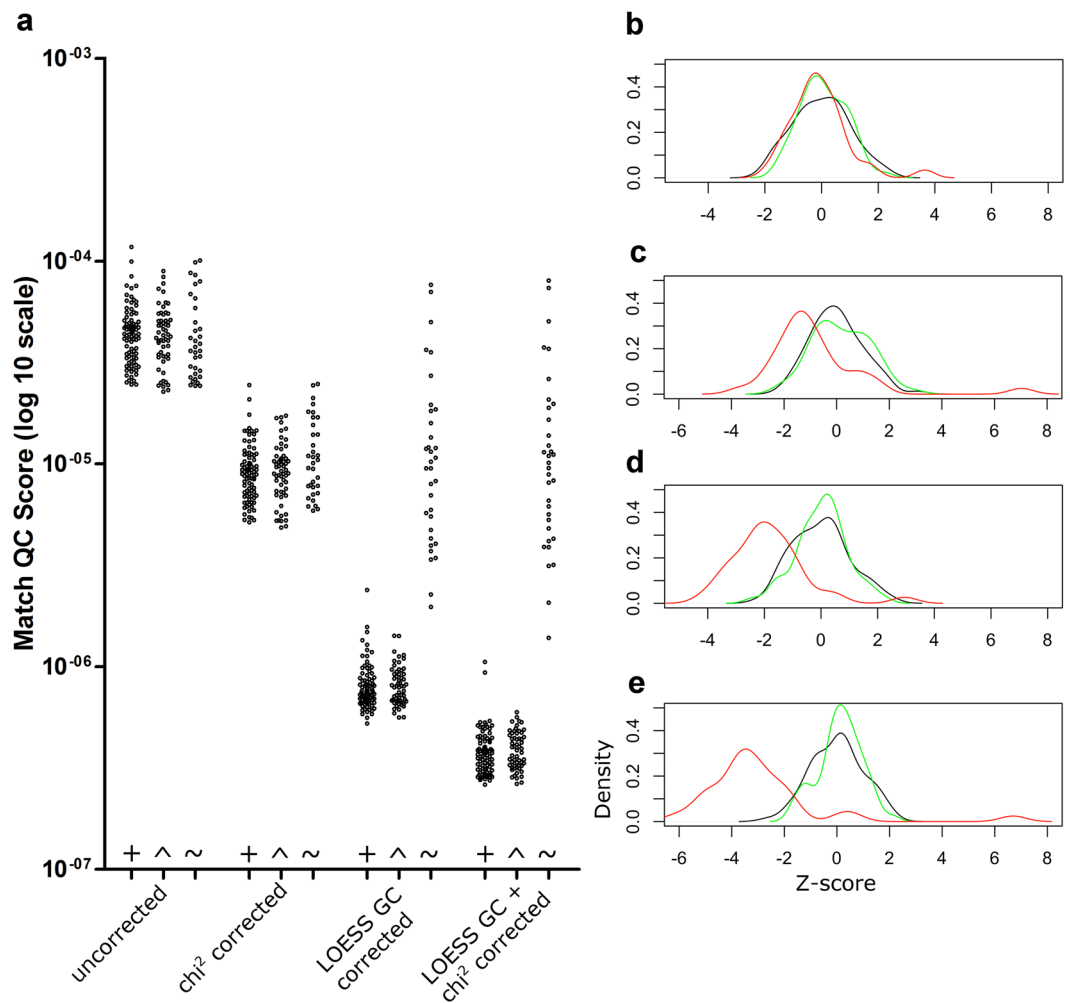 a
Match QC Score (log 10 scale)
10-03
10-04
10-05
10-06
10-07
+ ^ ~ + ^ ~ + ^ ~ + ^ ~
uncorrected
chi² corrected
LOESS GC
corrected
LOESS GC +
chi² corrected
b
0.0 0.2 0.4
-4 -2 0 2 4 6 8
c
0.0 0.2 0.4
-6 -4 -2 0 2 4 6 8
d
0.0 0.2 0.4
-4 -2 0 2 4 6 8
e
Density
0.0 0.2 0.4
-6 -4 -2 0 2 4 6 8
Z-score